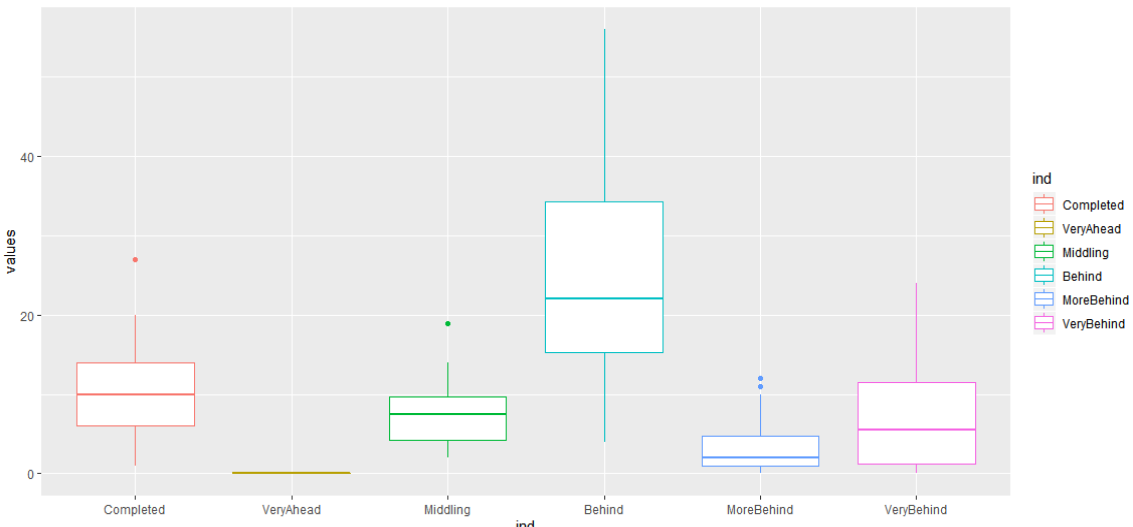 values
40
20
0
Completed VeryAhead Middling Behind MoreBehind VeryBehind
ind
ind
Completed
VeryAhead
Middling
Behind
MoreBehind
VeryBehind